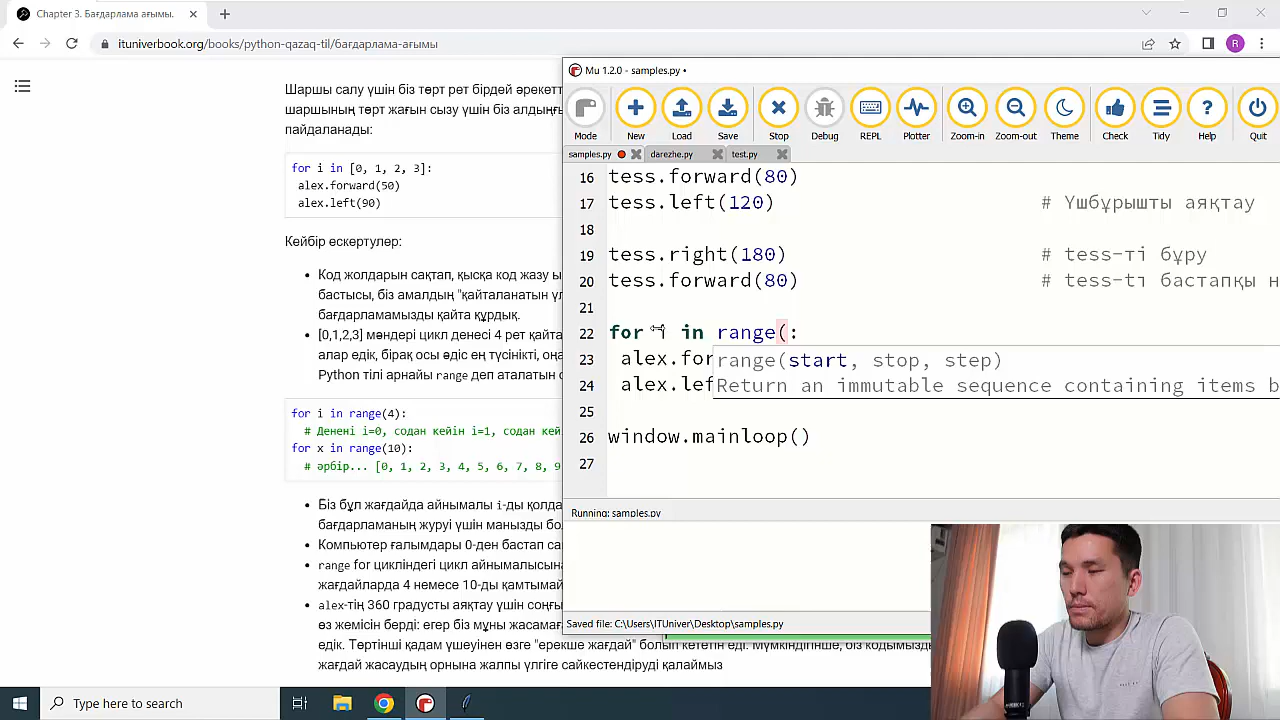 Chapter 3. Бағдарлама ағымы.
ituniverbook.org/books/python-qazaq-til/бағдарлама-ағымы
R
Шаршы салу үшін біз төрт рет бірдей әрекетт
шаршының төрт жағын сызу үшін біз алдыңғы
пайдаланады:
for i in [0, 1, 2, 3]:
alex.forward(50)
alex.left(90)
Кейбір ескертулер:
Код жолдарын сақтап, қысқа код жазу ы
бастысы, біз амалдың "қайталанатын үл
бағдарламамызды қайта құрдық.
[0,1,2,3] мәндері цикл денесі 4 рет қайта
алар едік, бірақ осы әдіс ең түсінікті, оңа
Python тілі арнайы range деп аталатын с
for i in range(4):
# Денені i=0, содан кейін i=1, содан кей
for x in range(10):
# әрбір... [0, 1, 2, 3, 4, 5, 6, 7, 8, 9
Біз бұл жағдайда айнымалы i-ды қолд
бағдарламаның журуі үшін маңызды бол
Компьютер ғалымдары 0-ден бастап са
range for цикліндегі цикл айнымалысына
жағдайларда 4 немесе 10-ды қамтымай
alex-тің 360 градусты аяқтау үшін соңғы
өз жемісін берді: егер біз мұны жасамаға
едік. Төртінші қадам үшеуінен өзге "ерекше жағдай" болып кететін еді. Мүмкіндігінше, біз кодымызды
жағдай жасаудың орнына жалпы үлгіге сәйкестендіруді қалаймыз
Mu 1.2.0 - samples.py •
Mode New Load Save Stop Debug REPL Plotter Zoom-in Zoom-out Theme Check Tidy Help Quit
samples.py darezhe.py test.py
16 tess.forward(80)
17 tess.left(120) # Үшбұрышты аяқтау
18
19 tess.right(180) # tess-ті бұру
20 tess.forward(80) # tess-ті бастапқы н
21
22 for i in range(:
23 alex.for
range(start, stop, step)
24 alex.lef
Return an immutable sequence containing items b
25
26 window.mainloop()
27
Running: samples.py
Saved file: C:\Users\ITUniver\Desktop\samples.py
Type here to search